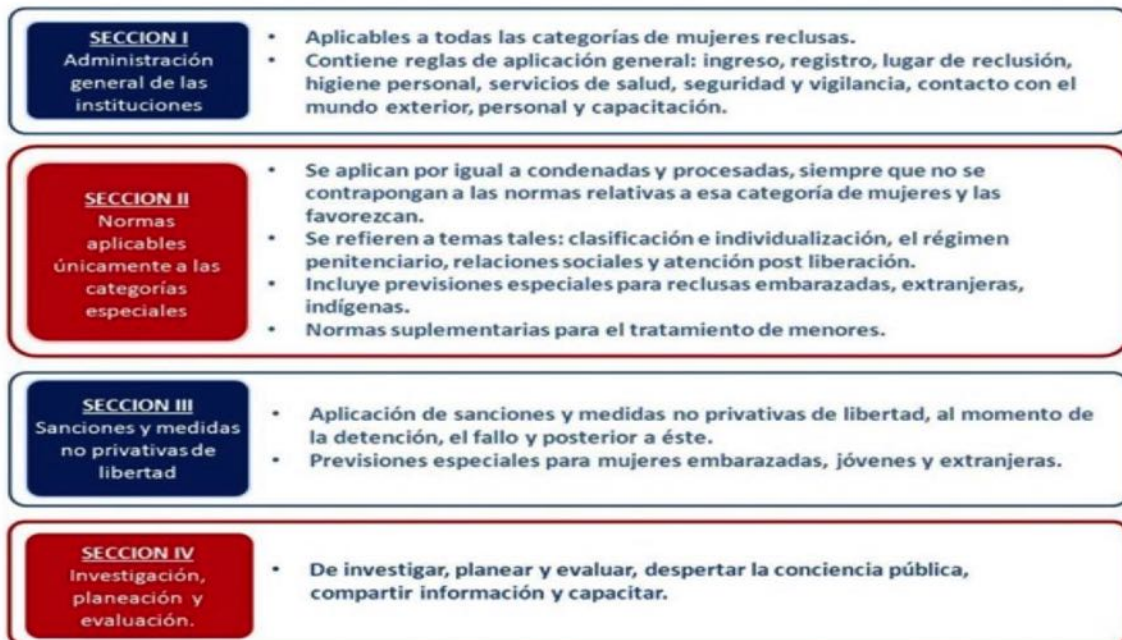 SECCION I
Administración
general de las
instituciones
• Aplicables a todas las categorías de mujeres reclusas.
• Contiene reglas de aplicación general: ingreso, registro, lugar de reclusión,
higiene personal, servicios de salud, seguridad y vigilancia, contacto con el
mundo exterior, personal y capacitación.
SECCION II
Normas
aplicables
únicamente a las
categorías
especiales
• Se aplican por igual a condenadas y procesadas, siempre que no se
contrapongan a las normas relativas a esa categoría de mujeres y las
favorezcan.
• Se refieren a temas tales: clasificación e individualización, el régimen
penitenciario, relaciones sociales y atención post liberación.
• Incluye previsiones especiales para reclusas embarazadas, extranjeras,
indígenas.
• Normas suplementarias para el tratamiento de menores.
SECCION III
Sanciones y medidas
no privativas de
libertad
• Aplicación de sanciones y medidas no privativas de libertad, al momento de
la detención, el fallo y posterior a éste.
• Previsiones especiales para mujeres embarazadas, jóvenes y extranjeras.
SECCION IV
Investigación,
planeación y
evaluación.
• De investigar, planear y evaluar, despertar la conciencia pública,
compartir información y capacitar.